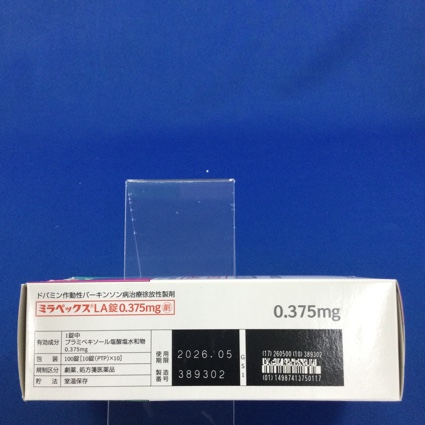 ドパミン作動性パーキンソン病治療徐放性製剤
ミラペックス®LA錠0.375mg 劇
0.375mg
有効成分 1錠中 プラミペキソール塩酸塩水和物 0.375mg
包装 100錠[10錠(PTP)×10]
規制区分 劇薬、処方箋医薬品
貯法 室温保存
使用期限 2026.05
製造番号 389302
GS1
(17) 260500 (10) 389302
(01) 14987413750117